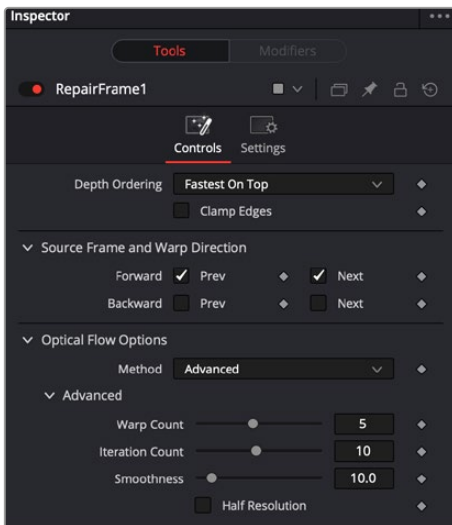 Inspector
Tools Modifiers
RepairFrame1
Controls Settings
Depth Ordering Fastest On Top
Clamp Edges
Source Frame and Warp Direction
Forward Prev Next
Backward Prev Next
Optical Flow Options
Method Advanced
Advanced
Warp Count 5
Iteration Count 10
Smoothness 10.0
Half Resolution